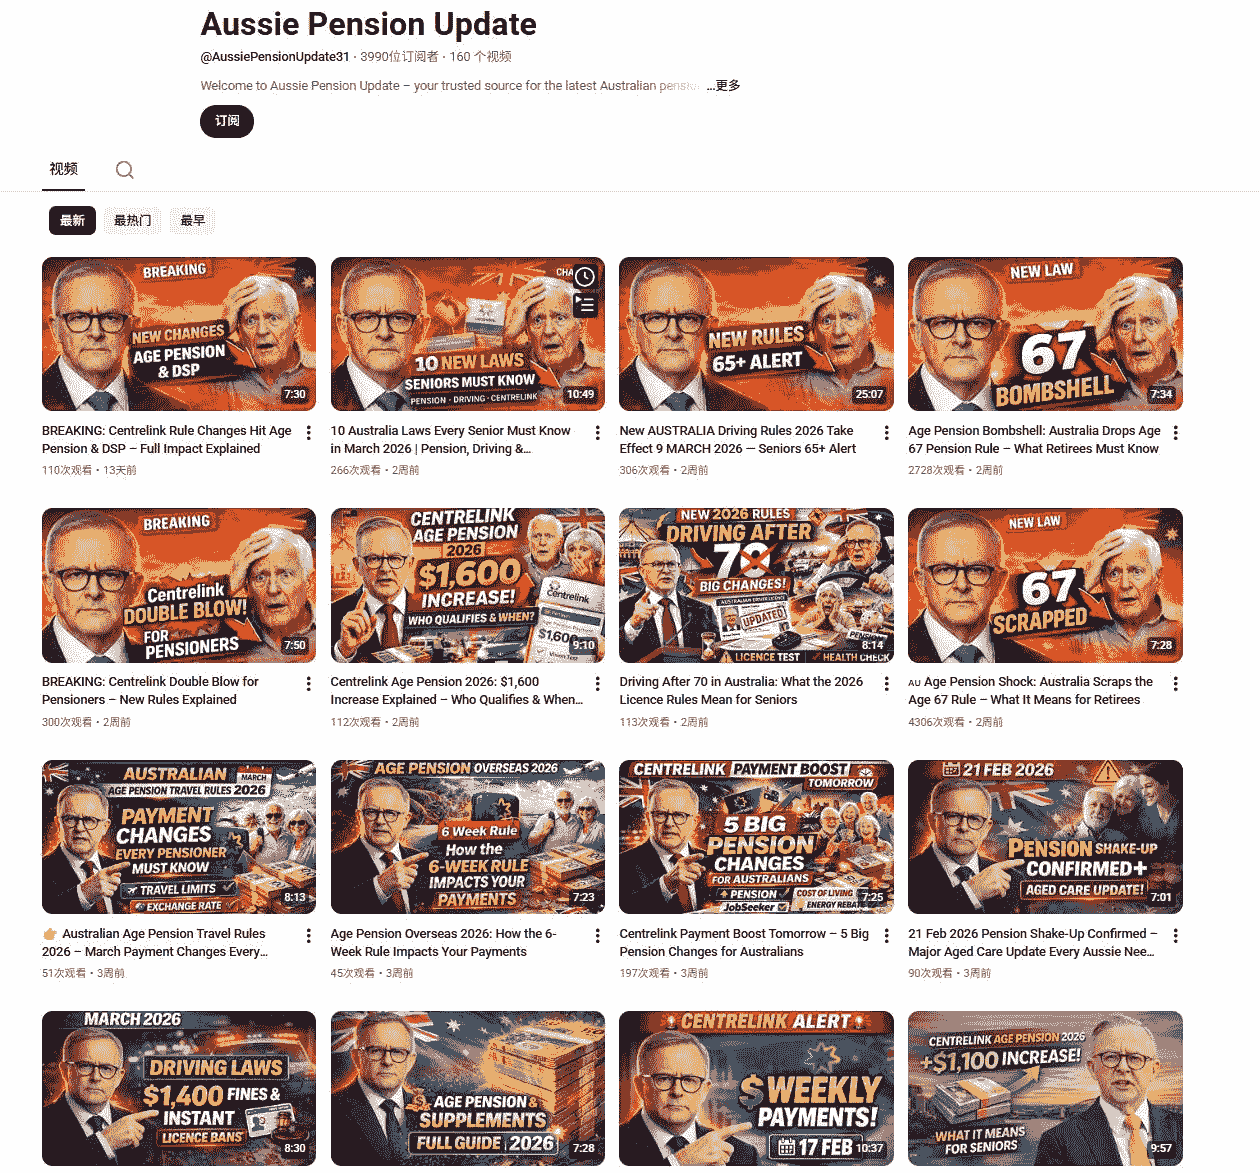 Aussie Pension Update
@AussiePensionUpdate31 · 3990位订阅者 · 160 个视频
Welcome to Aussie Pension Update – your trusted source for the latest Australian pensio ...更多
订阅
视频
最新
最热门
最早
BREAKING
NEW CHANGES
AGE PENSION
& DSP
7:30
CHA
10 NEW LAWS
SENIORS MUST KNOW
PENSION · DRIVING · CENTRELINK
10:49
NEW RULES
65+ ALERT
25:07
NEW LAW
67
BOMBSHELL
7:34
BREAKING: Centrelink Rule Changes Hit Age
Pension & DSP – Full Impact Explained
110次观看 • 13天前
10 Australia Laws Every Senior Must Know
in March 2026 | Pension, Driving &...
266次观看 • 2周前
New AUSTRALIA Driving Rules 2026 Take
Effect 9 MARCH 2026 — Seniors 65+ Alert
306次观看 • 2周前
Age Pension Bombshell: Australia Drops Age
67 Pension Rule – What Retirees Must Know
2728次观看 • 2周前
BREAKING
Centrelink
DOUBLE BLOW!
FOR
PENSIONERS
7:50
CENTRELINK
AGE PENSION
2026
$1,600
INCREASE!
WHO QUALIFIES & WHEN?
Centrelink
$1,600
9:10
NEW 2026 RULES
DRIVING AFTER
70
BIG CHANGES!
AUSTRALIAN DRIVER LICENCE
UPDATED
PENSION
LICENCE TEST
HEALTH CHECK
8:14
NEW LAW
67
SCRAPPED
7:28
BREAKING: Centrelink Double Blow for
Pensioners – New Rules Explained
300次观看 • 2周前
Centrelink Age Pension 2026: $1,600
Increase Explained – Who Qualifies & When...
112次观看 • 2周前
Driving After 70 in Australia: What the 2026
Licence Rules Mean for Seniors
113次观看 • 2周前
AU Age Pension Shock: Australia Scraps the
Age 67 Rule – What It Means for Retirees
4306次观看 • 2周前
AUSTRALIAN
MARCH
2026
AGE PENSION TRAVEL RULES
PAYMENT
CHANGES
EVERY PENSIONER
MUST KNOW
TRAVEL LIMITS
EXCHANGE RATE
8:13
AGE PENSION OVERSEAS 2026
6 Week Rule
How the
6-WEEK RULE
IMPACTS YOUR
PAYMENTS
7:23
CENTRELINK PAYMENT BOOST
TOMORROW
5 BIG
PENSION
CHANGES
FOR AUSTRALIANS
PENSION
COST OF LIVING
JobSeeker
ENERGY REBATE
7:25
21 FEB 2026
PENSION SHAKE-UP
CONFIRMED+
AGED CARE UPDATE!
7:01
👉 Australian Age Pension Travel Rules
2026 – March Payment Changes Every...
51次观看 • 3周前
Age Pension Overseas 2026: How the 6-
Week Rule Impacts Your Payments
45次观看 • 3周前
Centrelink Payment Boost Tomorrow – 5 Big
Pension Changes for Australians
197次观看 • 3周前
21 Feb 2026 Pension Shake-Up Confirmed –
Major Aged Care Update Every Aussie Nee...
90次观看 • 3周前
MARCH 2026
DRIVING LAWS
$1,400 FINES &
INSTANT
LICENCE BANS
8:30
AGE PENSION &
SUPPLEMENTS
FULL GUIDE 2026
7:28
CENTRELINK ALERT
$WEEKLY
PAYMENTS!
17 FEB
10:37
CENTRELINK AGE PENSION 2026
+$1,100 INCREASE!
WHAT IT MEANS
FOR SENIORS
9:57